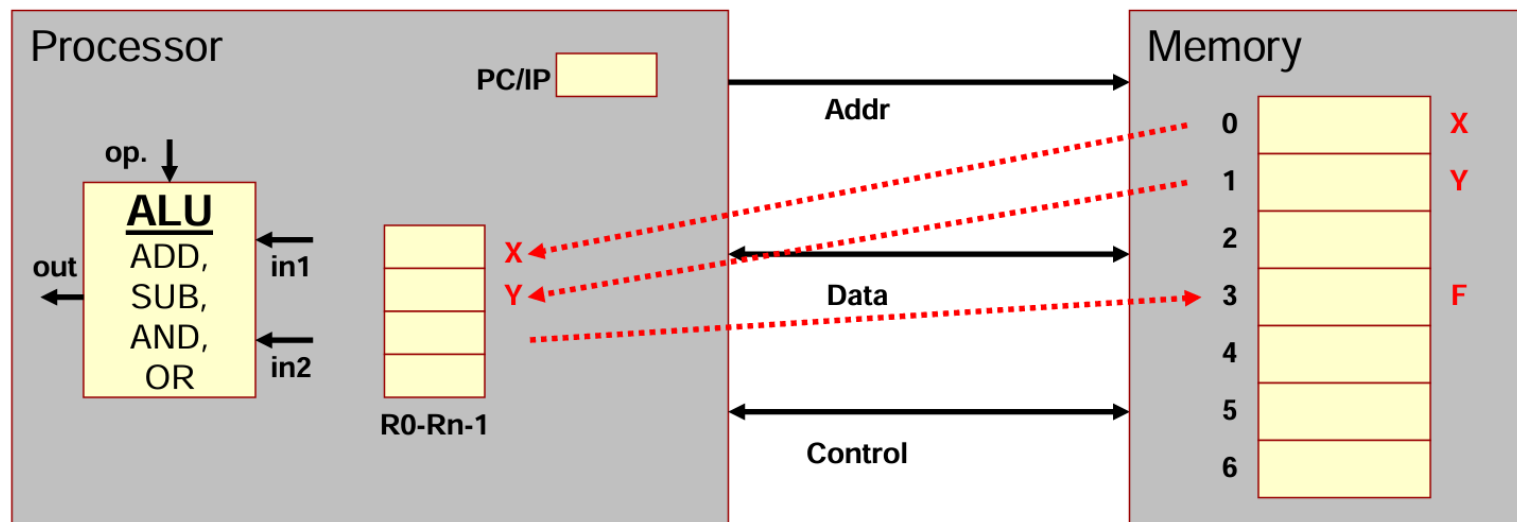 Processor
PC/IP
op.
ALU
ADD,
SUB,
AND,
OR
out
in1
in2
X
Y
R0-Rn-1
Addr
Data
Control
Memory
0 X
1 Y
2
3 F
4
5
6